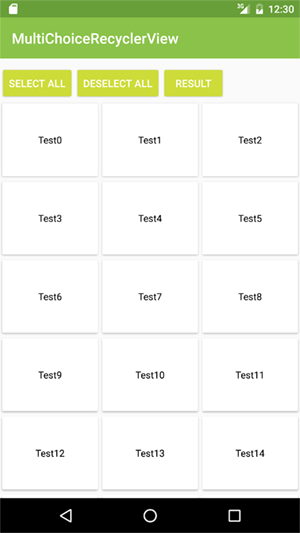 3G 12:30
MultiChoiceRecyclerView
SELECT ALL DESELECT ALL RESULT
Test0 Test1 Test2
Test3 Test4 Test5
Test6 Test7 Test8
Test9 Test10 Test11
Test12 Test13 Test14